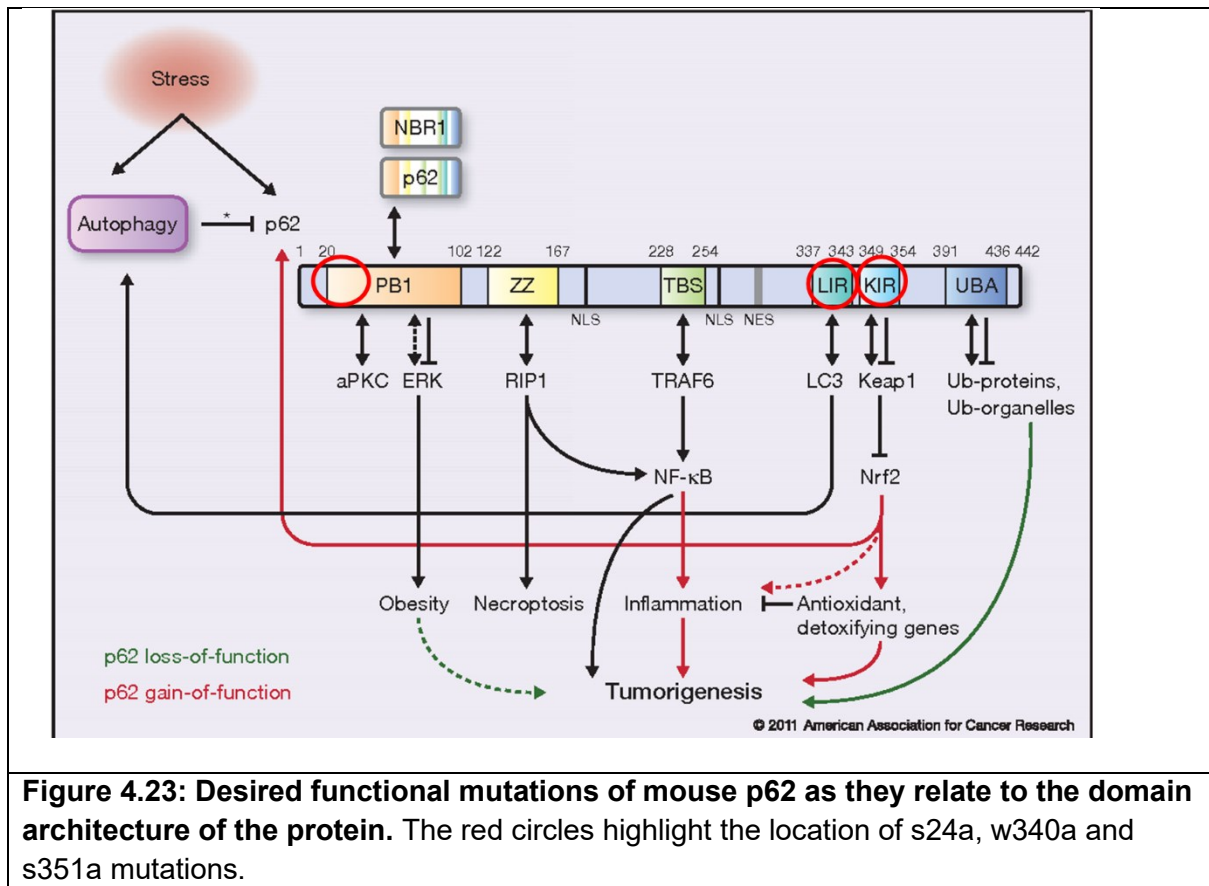 Stress
NBR1
p62
Autophagy
*
p62
1 20 102 122 167 228 254 337 343 349 354 391 436 442
PB1 ZZ TBS LIR KIR UBA
NLS NLS NES
aPKC ERK RIP1 TRAF6 LC3 Keap1 Ub-proteins,
Ub-organelles
NF-κB Nrf2
Obesity Necroptosis Inflammation Antioxidant,
detoxifying genes
p62 loss-of-function
p62 gain-of-function
Tumorigenesis
© 2011 American Association for Cancer Research
Figure 4.23: Desired functional mutations of mouse p62 as they relate to the domain
architecture of the protein. The red circles highlight the location of s24a, w340a and
s351a mutations.